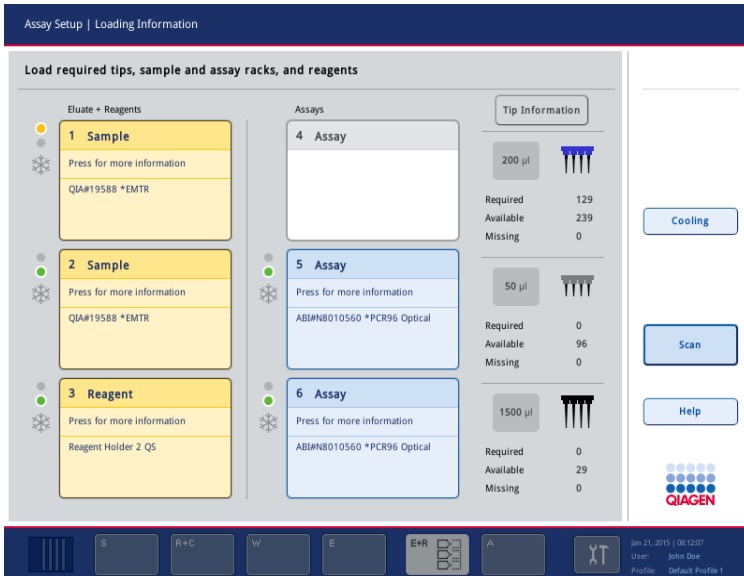 Assay Setup | Loading Information
Load required tips, sample and assay racks, and reagents
Eluate + Reagents
Assays
Tip Information
1 Sample
Press for more information
QIA#19588 *EMTR
4 Assay
200 µl
Required 129
Available 239
Missing 0
Cooling
2 Sample
Press for more information
QIA#19588 *EMTR
5 Assay
Press for more information
ABI#N8010560 *PCR96 Optical
50 µl
Required 0
Available 96
Missing 0
Scan
3 Reagent
Press for more information
Reagent Holder 2 QS
6 Assay
Press for more information
ABI#N8010560 *PCR96 Optical
1500 µl
Required 0
Available 29
Missing 0
Help
QIAGEN
S
R+C
W
E
E+R
A
Jan 21, 2015 | 08:12:07
User: John Doe
Profile: Default Profile 1